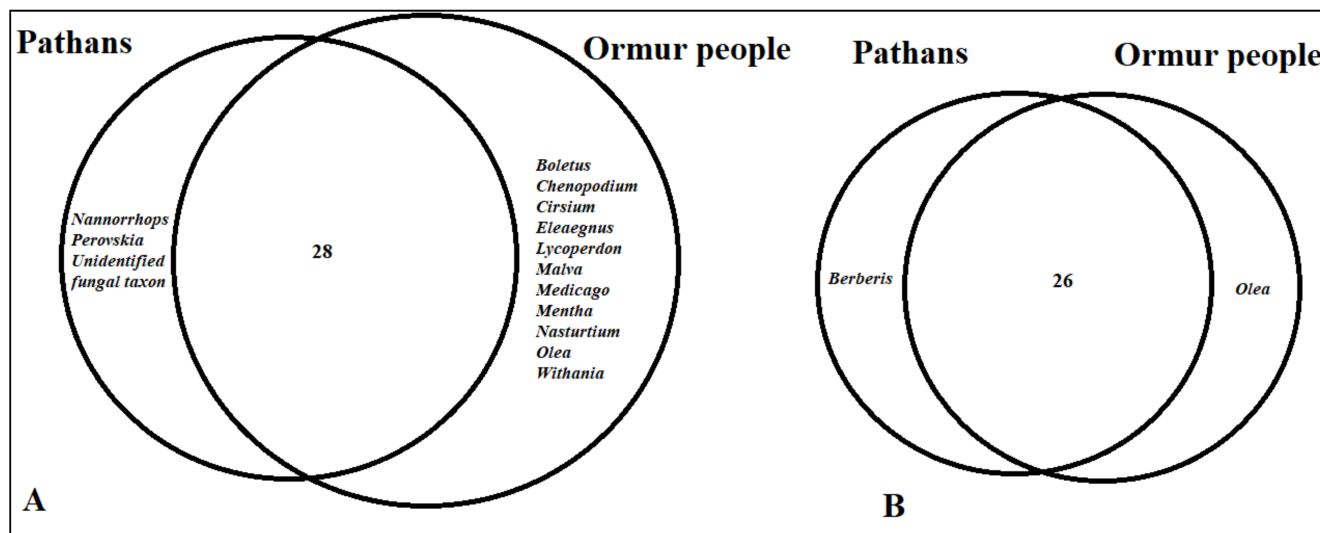 Pathans
Ormur people
Nannorrhops
Perovskia
Unidentified
fungal taxon
28
Boletus
Chenopodium
Cirsium
Eleaegnus
Lycoperdon
Malva
Medicago
Mentha
Nasturtium
Olea
Withania
A
Pathans
Ormur people
Berberis
26
Olea
B